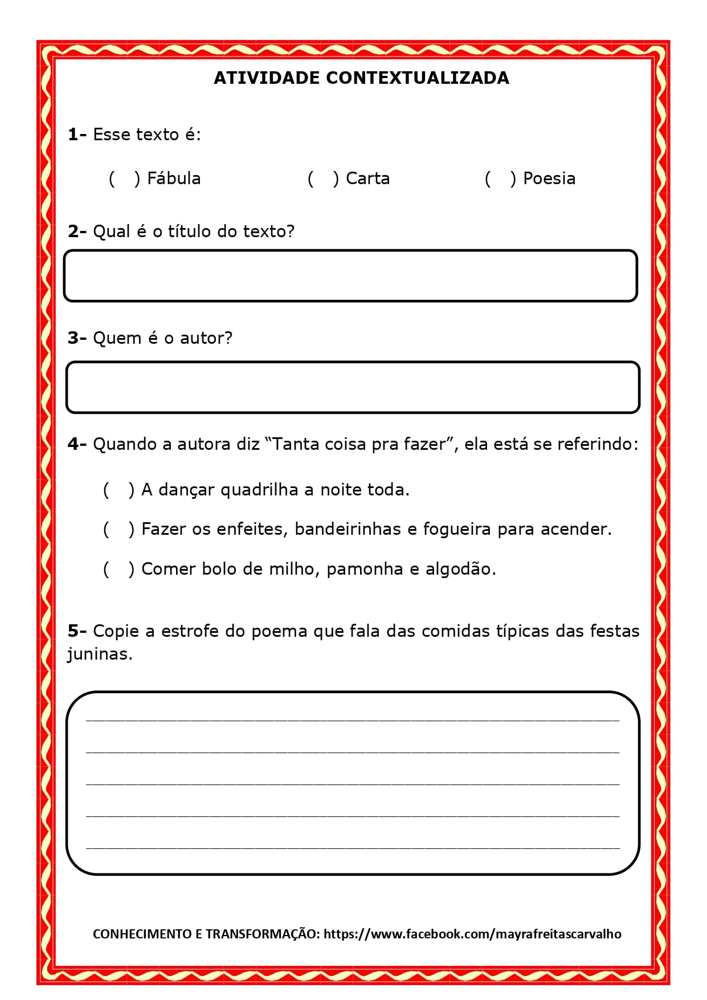 ATIVIDADE CONTEXTUALIZADA
1- Esse texto é:
(   ) Fábula (   ) Carta (   ) Poesia
2- Qual é o título do texto?
3- Quem é o autor?
4- Quando a autora diz “Tanta coisa pra fazer”, ela está se referindo:
(   ) A dançar quadrilha a noite toda.
(   ) Fazer os enfeites, bandeirinhas e fogueira para acender.
(   ) Comer bolo de milho, pamonha e algodão.
5- Copie a estrofe do poema que fala das comidas típicas das festas
juninas.
CONHECIMENTO E TRANSFORMAÇÃO: https://www.facebook.com/mayrafreitascarvalho